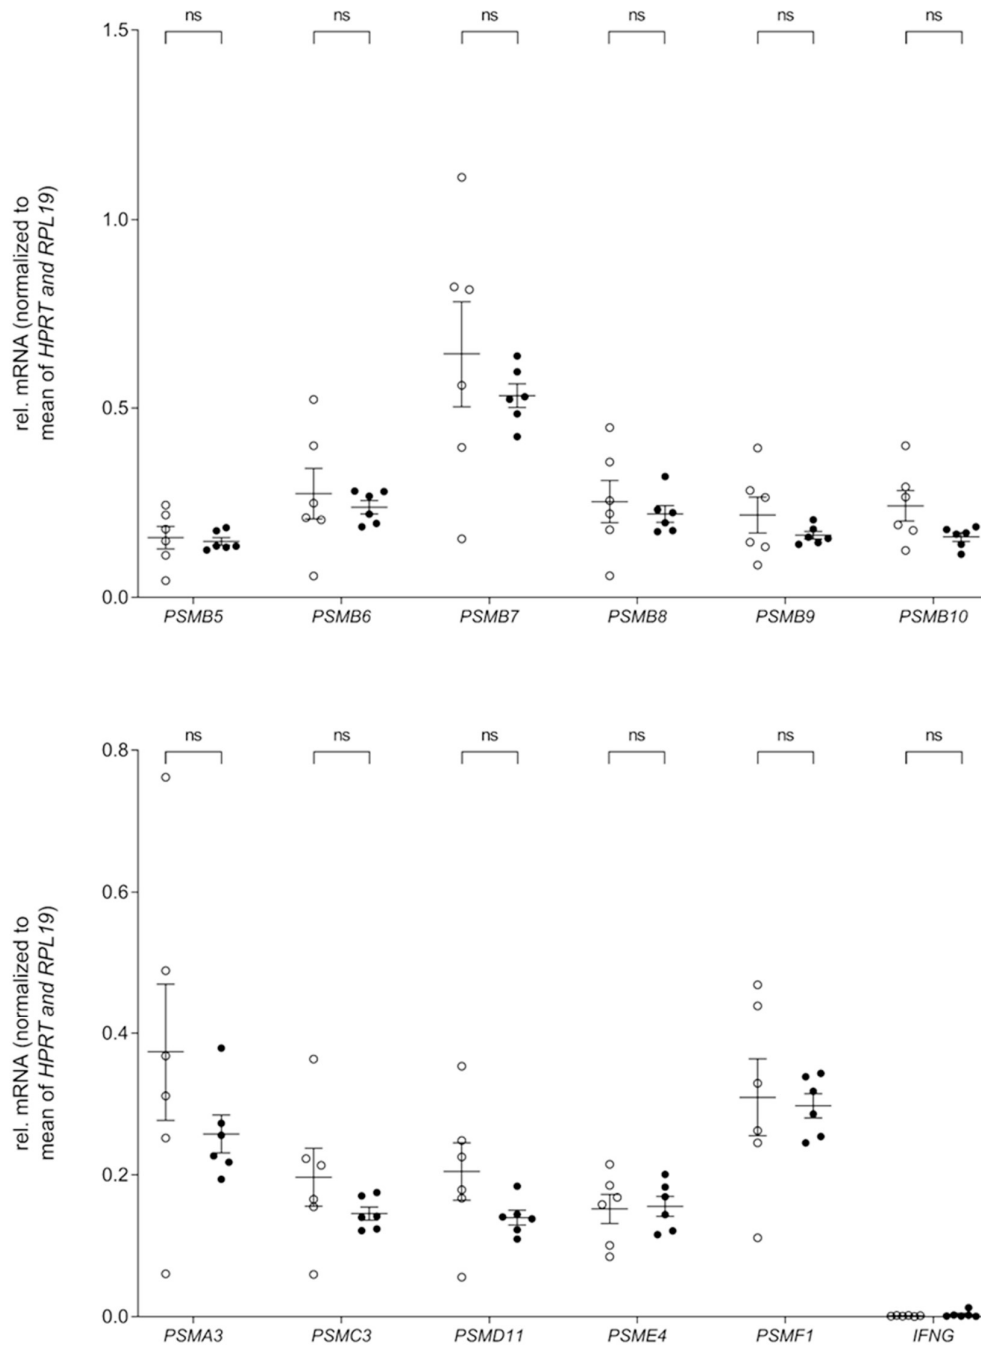 ns ns ns ns ns ns
rel. mRNA (normalized to
mean of HPRT and RPL19)
1.5
1.0
0.5
0.0
PSMB5 PSMB6 PSMB7 PSMB8 PSMB9 PSMB10
ns ns ns ns ns ns
rel. mRNA (normalized to
mean of HPRT and RPL19)
0.8
0.6
0.4
0.2
0.0
PSMA3 PSMC3 PSMD11 PSME4 PSMF1 IFNG